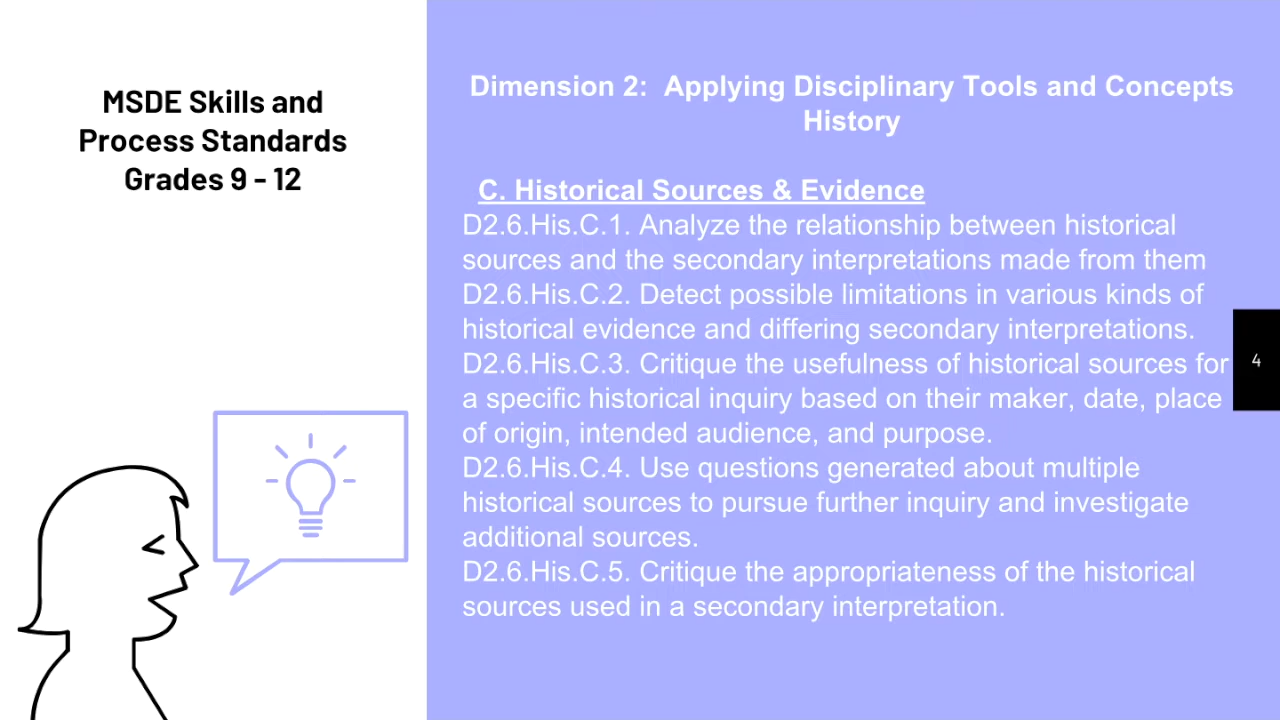 MSDE Skills and
Process Standards
Grades 9 - 12
Dimension 2:  Applying Disciplinary Tools and Concepts
History
C. Historical Sources & Evidence
D2.6.His.C.1. Analyze the relationship between historical
sources and the secondary interpretations made from them
D2.6.His.C.2. Detect possible limitations in various kinds of
historical evidence and differing secondary interpretations.
D2.6.His.C.3. Critique the usefulness of historical sources for
a specific historical inquiry based on their maker, date, place
of origin, intended audience, and purpose.
D2.6.His.C.4. Use questions generated about multiple
historical sources to pursue further inquiry and investigate
additional sources.
D2.6.His.C.5. Critique the appropriateness of the historical
sources used in a secondary interpretation.
4